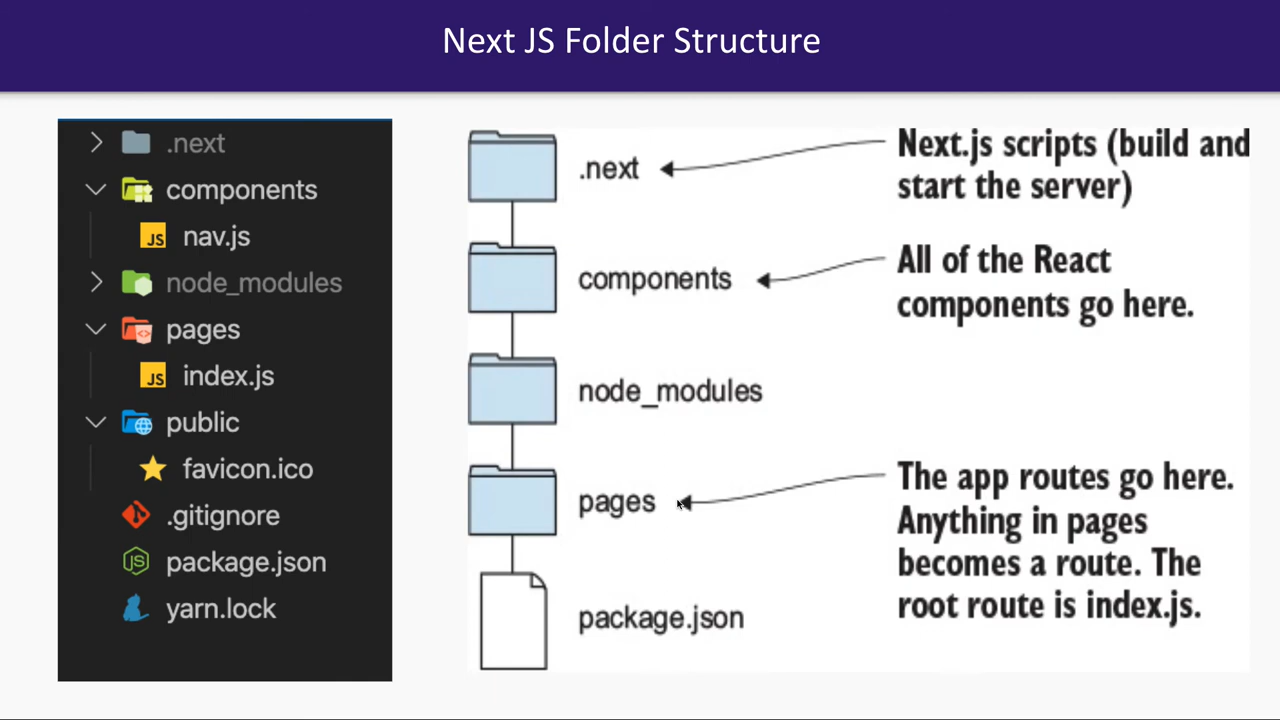 Next JS Folder Structure
.next
components
nav.js
node_modules
pages
index.js
public
favicon.ico
.gitignore
package.json
yarn.lock
.next
Next.js scripts (build and
start the server)
components
All of the React
components go here.
node_modules
pages
The app routes go here.
Anything in pages
becomes a route. The
root route is index.js.
package.json